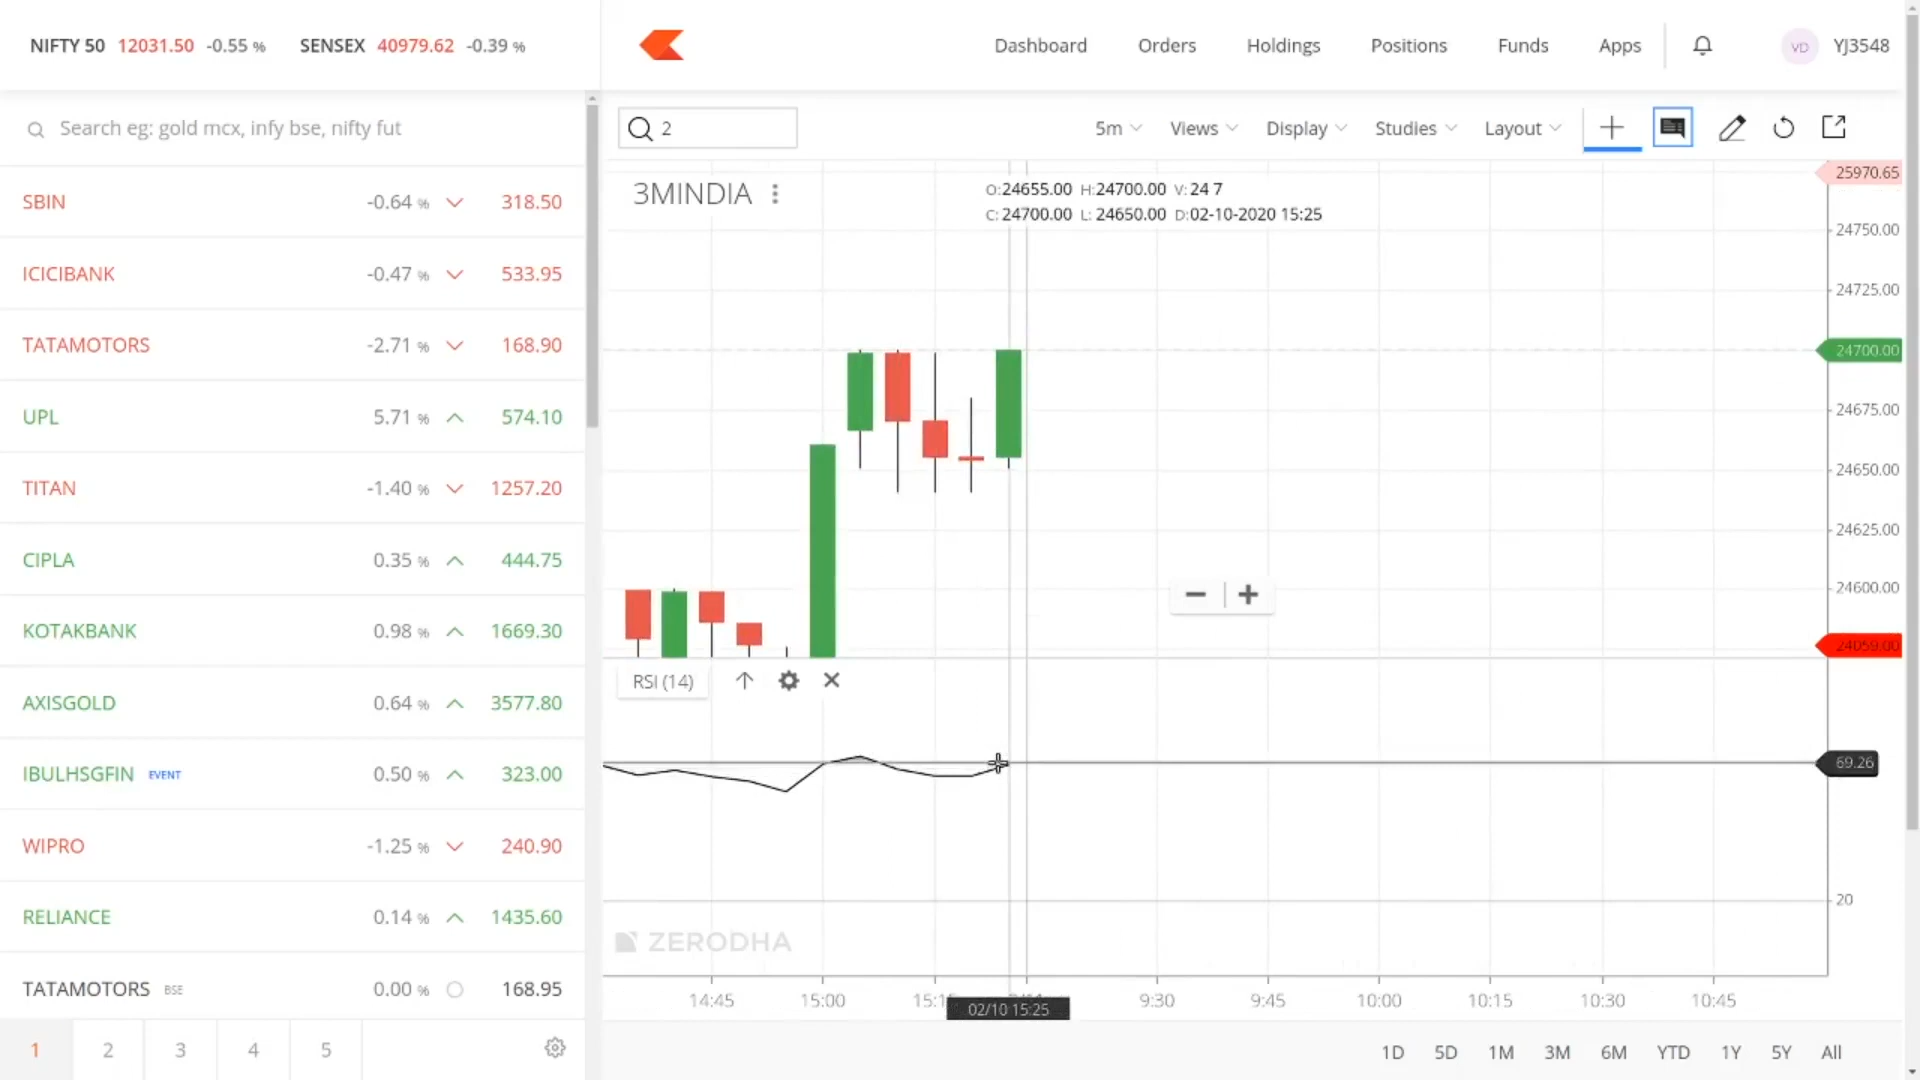 NIFTY 50 12031.50 -0.55 % SENSEX 40979.62 -0.39 %
Dashboard Orders Holdings Positions Funds Apps VD YJ3548
Search eg: gold mcx, infy bse, nifty fut
2 5m Views Display Studies Layout
SBIN -0.64 % 318.50
ICICIBANK -0.47 % 533.95
TATAMOTORS -2.71 % 168.90
UPL 5.71 % 574.10
TITAN -1.40 % 1257.20
CIPLA 0.35 % 444.75
KOTAKBANK 0.98 % 1669.30
AXISGOLD 0.64 % 3577.80
IBULHSGFIN EVENT 0.50 % 323.00
WIPRO -1.25 % 240.90
RELIANCE 0.14 % 1435.60
TATAMOTORS BSE 0.00 % 168.95
1 2 3 4 5
3MINDIA
O:24655.00 H:24700.00 V:24 7
C:24700.00 L:24650.00 D:02-10-2020 15:25
25970.65
24750.00
24725.00
24700.00
24675.00
24650.00
24625.00
24600.00
24059.00
RSI (14)
69.26
20
ZERODHA
14:45 15:00 15:1 9:30 9:45 10:00 10:15 10:30 10:45
02/10 15:25
1D 5D 1M 3M 6M YTD 1Y 5Y All